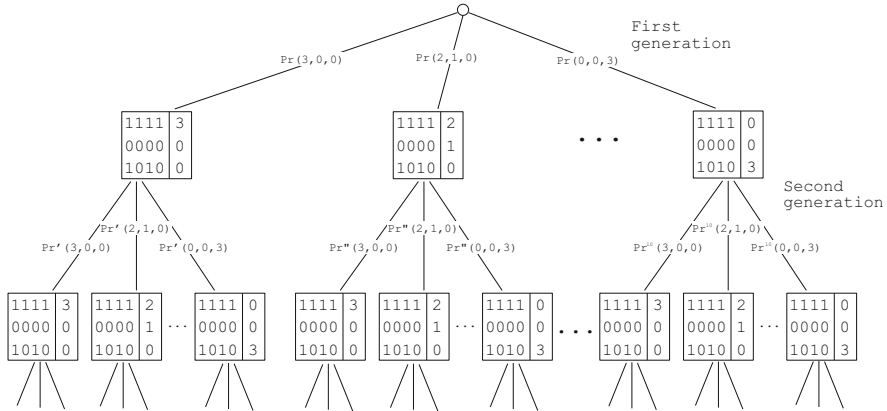 First
generation
Pr(3,0,0)
Pr(2,1,0)
Pr(0,0,3)
1111 3
0000 0
1010 0
1111 2
0000 1
1010 0
...
1111 0
0000 0
1010 3
Second
generation
Pr'(3,0,0)
Pr'(2,1,0)
Pr'(0,0,3)
Pr"(3,0,0)
Pr"(2,1,0)
Pr"(0,0,3)
Pr¹⁰(3,0,0)
Pr¹⁰(2,1,0)
Pr¹⁰(0,0,3)
1111 3
0000 0
1010 0
1111 2
0000 1
1010 0
...
1111 0
0000 0
1010 3
1111 3
0000 0
1010 0
1111 2
0000 1
1010 0
...
1111 0
0000 0
1010 3
...
1111 3
0000 0
1010 0
1111 2
0000 1
1010 0
...
1111 0
0000 0
1010 3